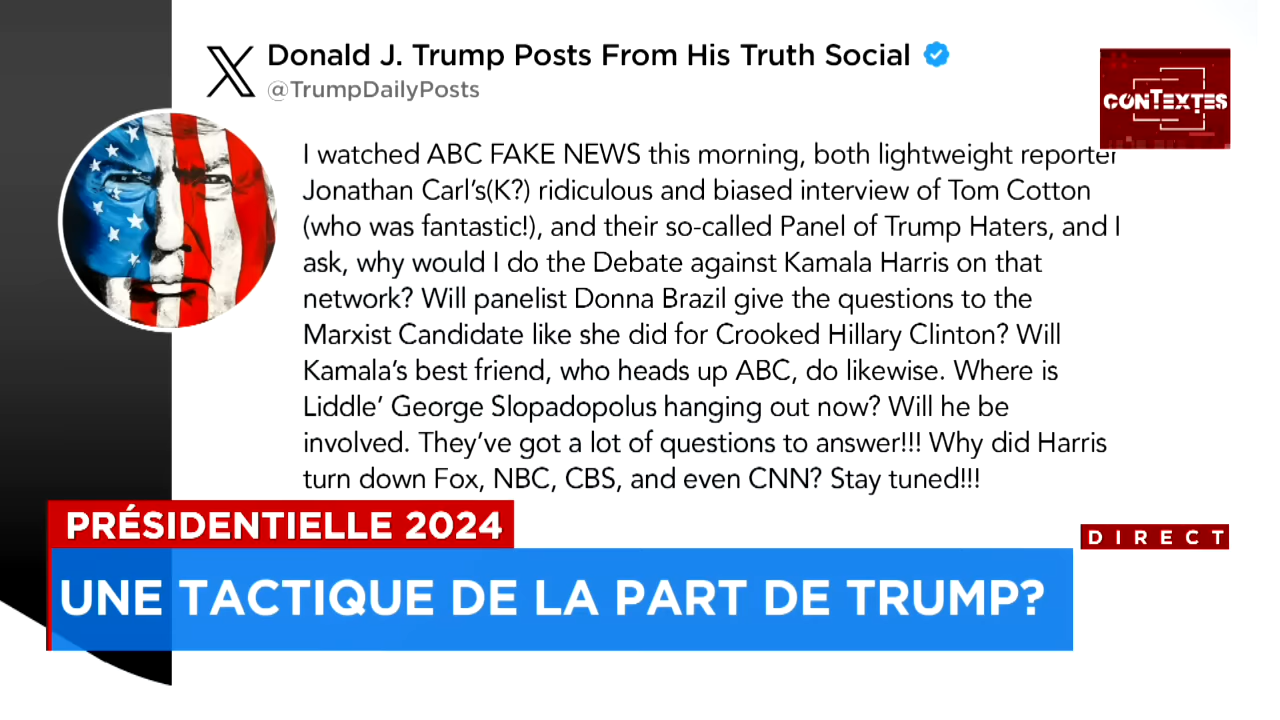 Donald J. Trump Posts From His Truth Social
@TrumpDailyPosts
CONTEXTES
I watched ABC FAKE NEWS this morning, both lightweight reporter
Jonathan Carl's(K?) ridiculous and biased interview of Tom Cotton
(who was fantastic!), and their so-called Panel of Trump Haters, and I
ask, why would I do the Debate against Kamala Harris on that
network? Will panelist Donna Brazil give the questions to the
Marxist Candidate like she did for Crooked Hillary Clinton? Will
Kamala's best friend, who heads up ABC, do likewise. Where is
Liddle' George Slopadopolus hanging out now? Will he be
involved. They've got a lot of questions to answer!!! Why did Harris
turn down Fox, NBC, CBS, and even CNN? Stay tuned!!!
PRÉSIDENTIELLE 2024
DIRECT
UNE TACTIQUE DE LA PART DE TRUMP?